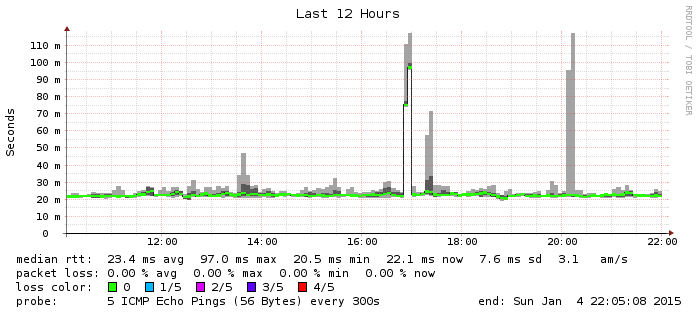 Last 12 Hours
RRDTOOL / TOBI OETIKER
Seconds
110 m
100 m
90 m
80 m
70 m
60 m
50 m
40 m
30 m
20 m
10 m
0
12:00 14:00 16:00 18:00 20:00 22:00
median rtt: 23.4 ms avg 97.0 ms max 20.5 ms min 22.1 ms now 7.6 ms sd 3.1 am/s
packet loss: 0.00 % avg 0.00 % max 0.00 % min 0.00 % now
loss color: 0 1/5 2/5 3/5 4/5
probe: 5 ICMP Echo Pings (56 Bytes) every 300s end: Sun Jan 4 22:05:08 2015